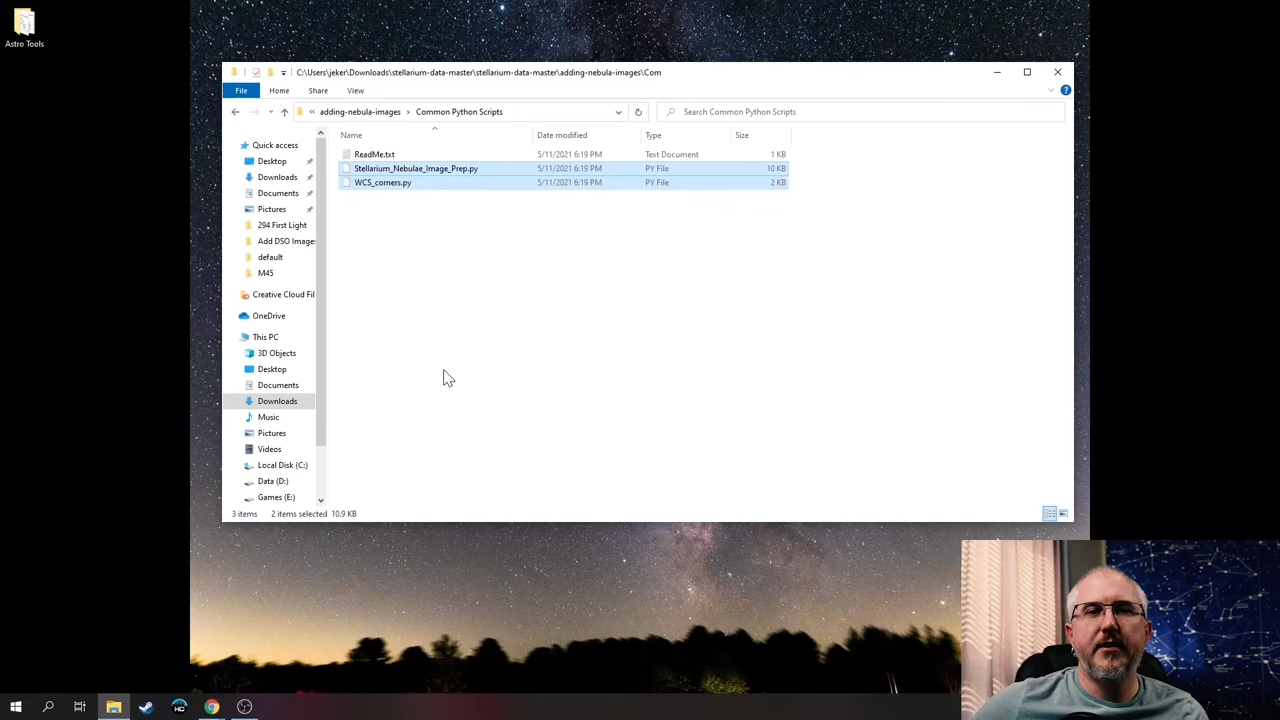 Astro Tools
C:\Users\jeker\Downloads\stellarium-data-master\stellarium-data-master\adding-nebula-images\Com
File Home Share View
« adding-nebula-images › Common Python Scripts
Search Common Python Scripts
Name Date modified Type Size
ReadMe.txt 5/11/2021 6:19 PM Text Document 1 KB
Stellarium_Nebulae_Image_Prep.py 5/11/2021 6:19 PM PY File 10 KB
WCS_corners.py 5/11/2021 6:19 PM PY File 2 KB
Quick access
Desktop
Downloads
Documents
Pictures
294 First Light
Add DSO Images
default
M45
Creative Cloud Fil
OneDrive
This PC
3D Objects
Desktop
Documents
Downloads
Music
Pictures
Videos
Local Disk (C:)
Data (D:)
Games (E:)
3 items 2 items selected 10.9 KB